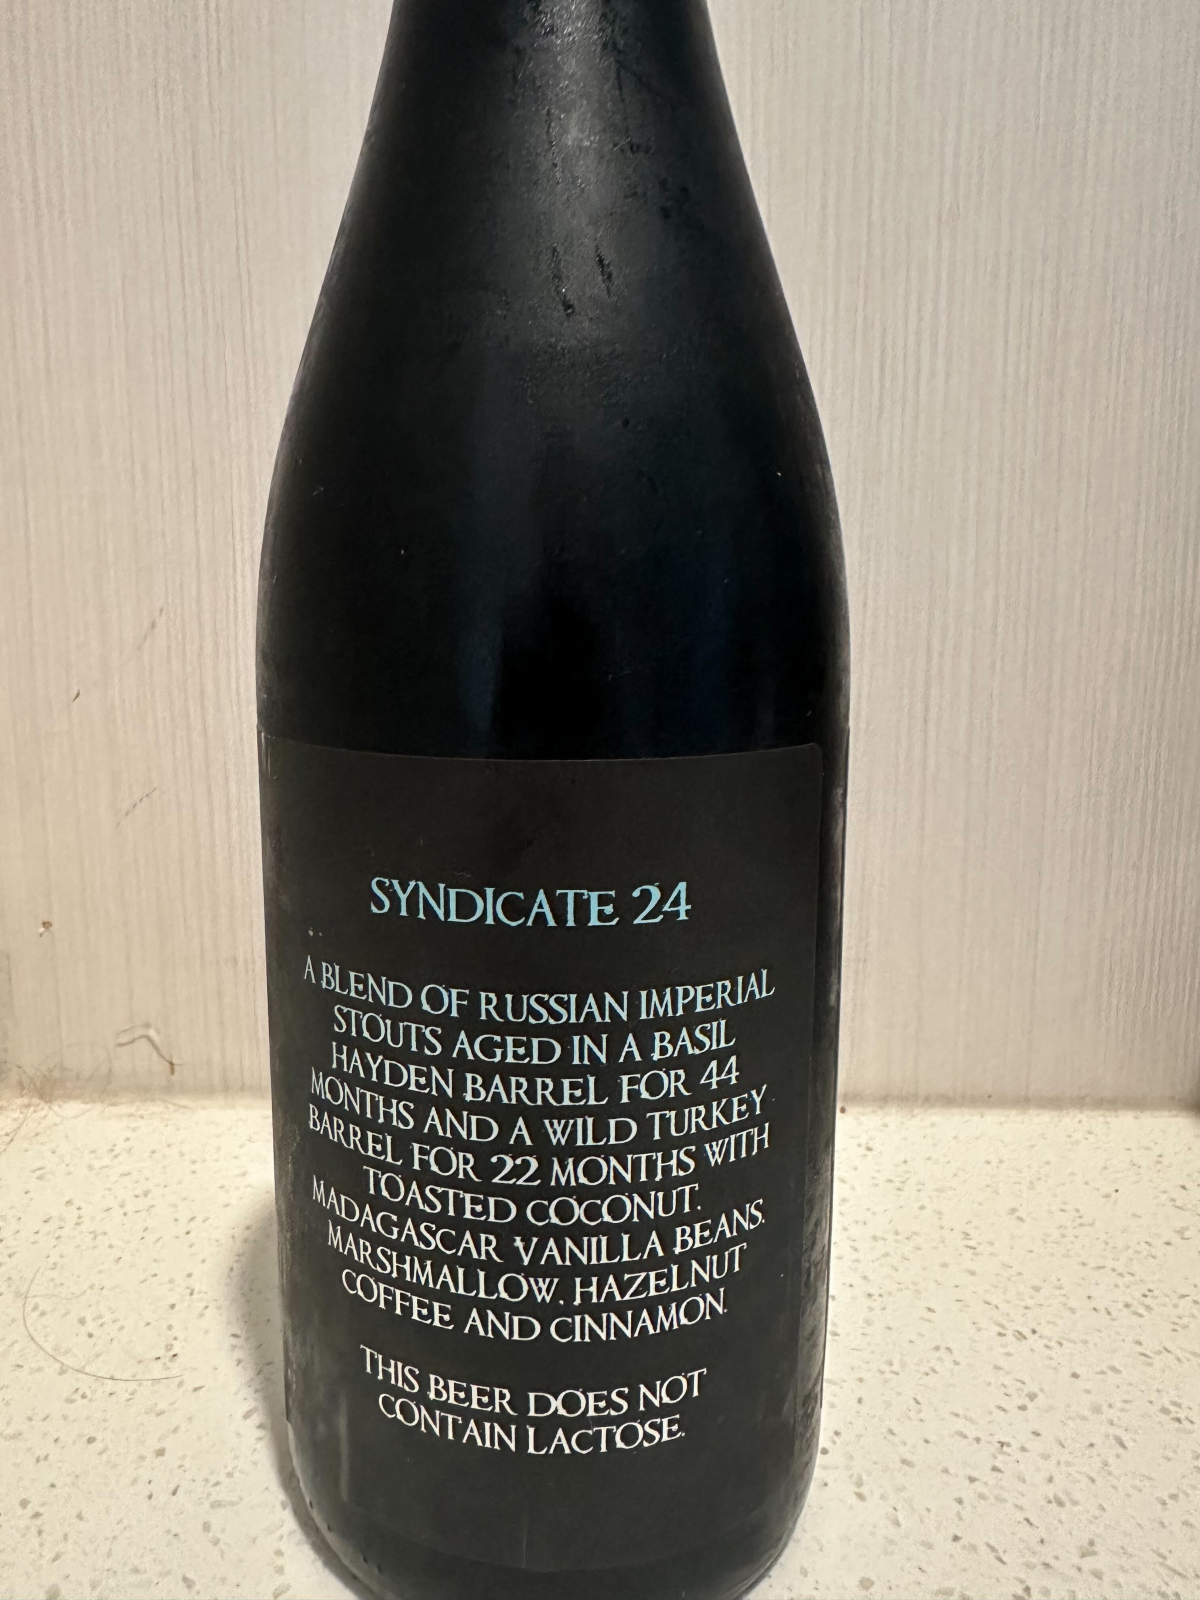 SYNDICATE 24
A BLEND OF RUSSIAN IMPERIAL
STOUTS AGED IN A BASIL
HAYDEN BARREL FOR 44
MONTHS AND A WILD TURKEY
BARREL FOR 22 MONTHS WITH
TOASTED COCONUT,
MADAGASCAR VANILLA BEANS,
MARSHMALLOW, HAZELNUT
COFFEE AND CINNAMON.
THIS BEER DOES NOT
CONTAIN LACTOSE.